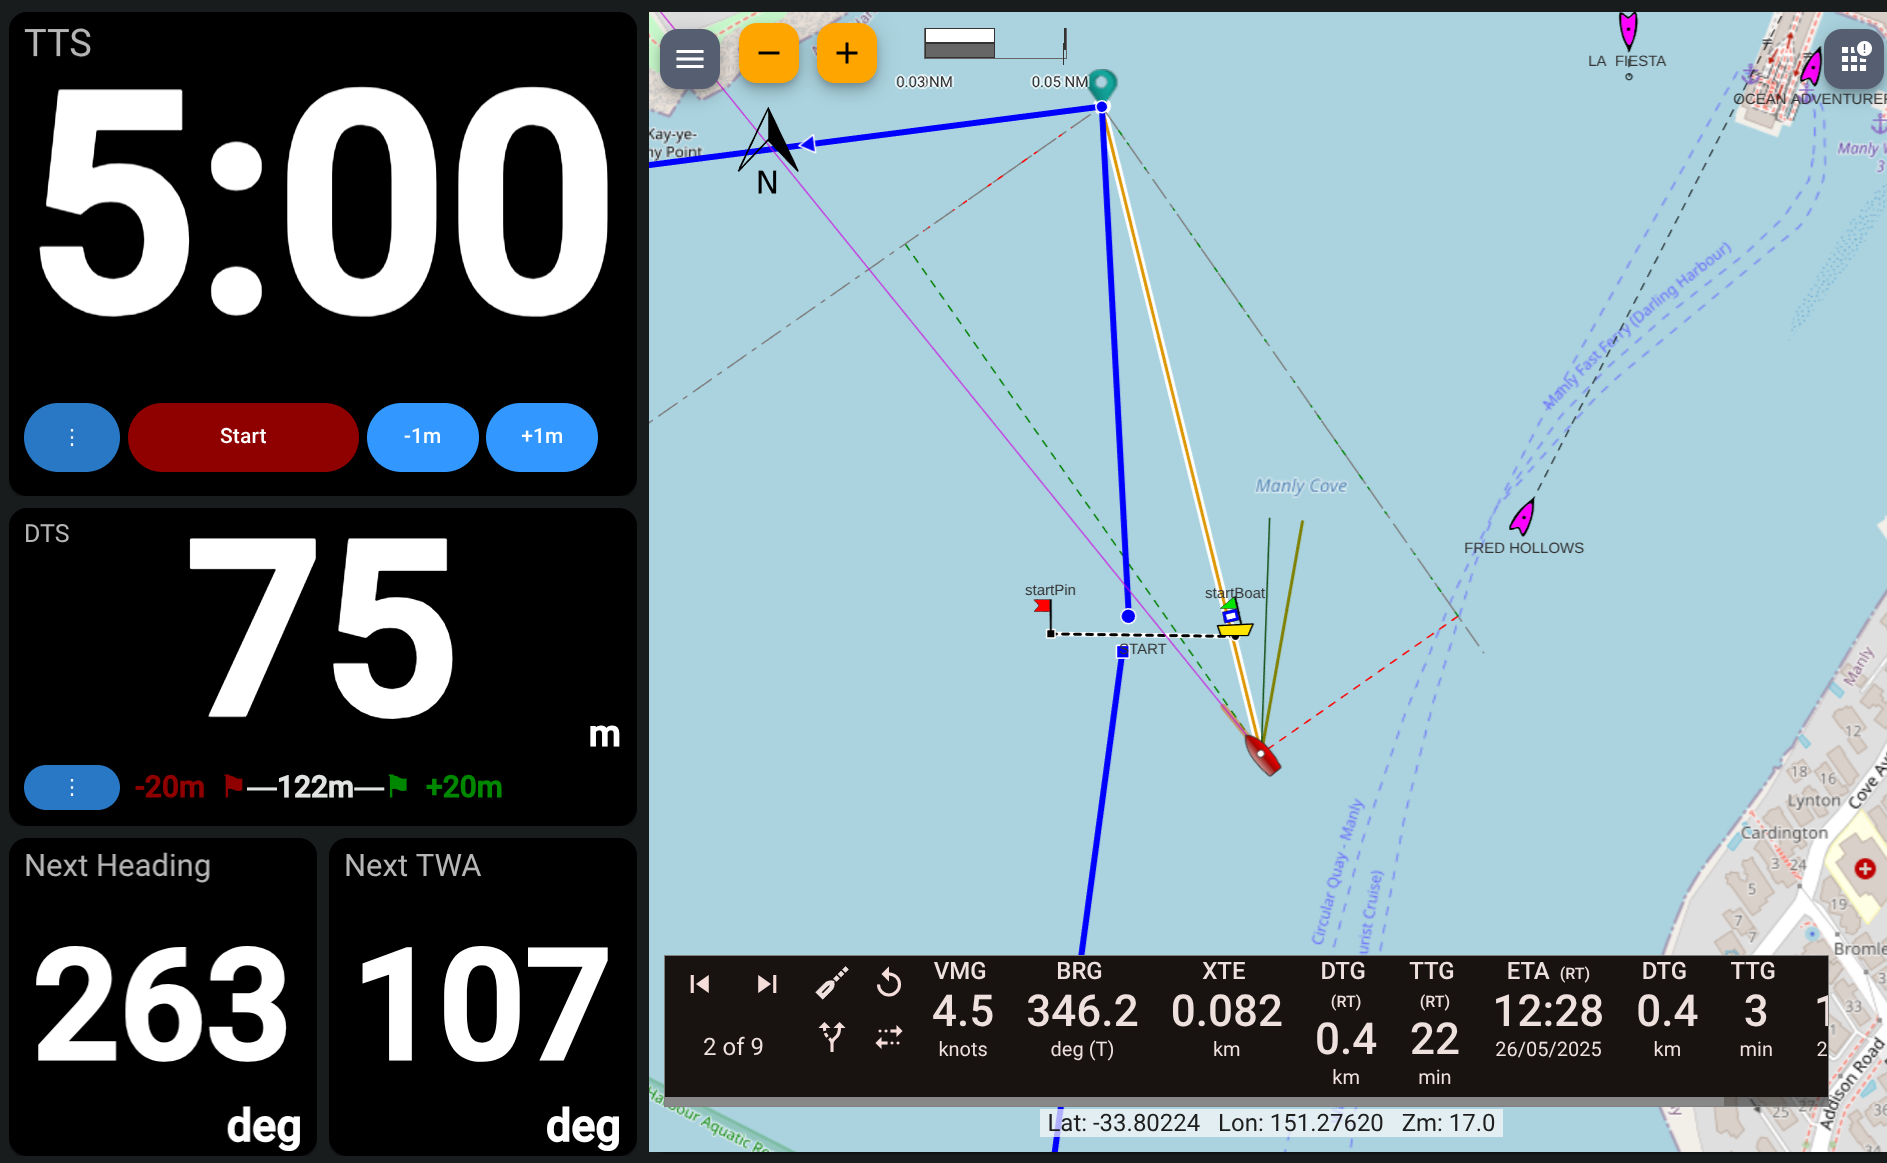 TTS
5:00
⋮
Start
-1m
+1m
DTS
75
m
⋮
-20m
122m
+20m
Next Heading
263
deg
Next TWA
107
deg
−
+
0.03NM
0.05 NM
N
Kay-ye-
ny Point
LA FIESTA
OCEAN ADVENTURER
Manly
3
Manly Fast Ferry (Darling Harbour)
Manly Cove
FRED HOLLOWS
startPin
startBoat
START
Manly
12
18
16
Lynton
Cove Av
Cardington
3
24
5
19
7
7
Bromle
3
33
Circular Quay - Manly
urist Cruise)
2 of 9
VMG
4.5
knots
BRG
346.2
deg (T)
XTE
0.082
km
DTG
(RT)
0.4
km
TTG
(RT)
22
min
ETA (RT)
12:28
26/05/2025
DTG
0.4
km
TTG
3
min
1
2
Addison Road
25
27
36
Harbour Aquatic Re
Lat: -33.80224 Lon: 151.27620 Zm: 17.0